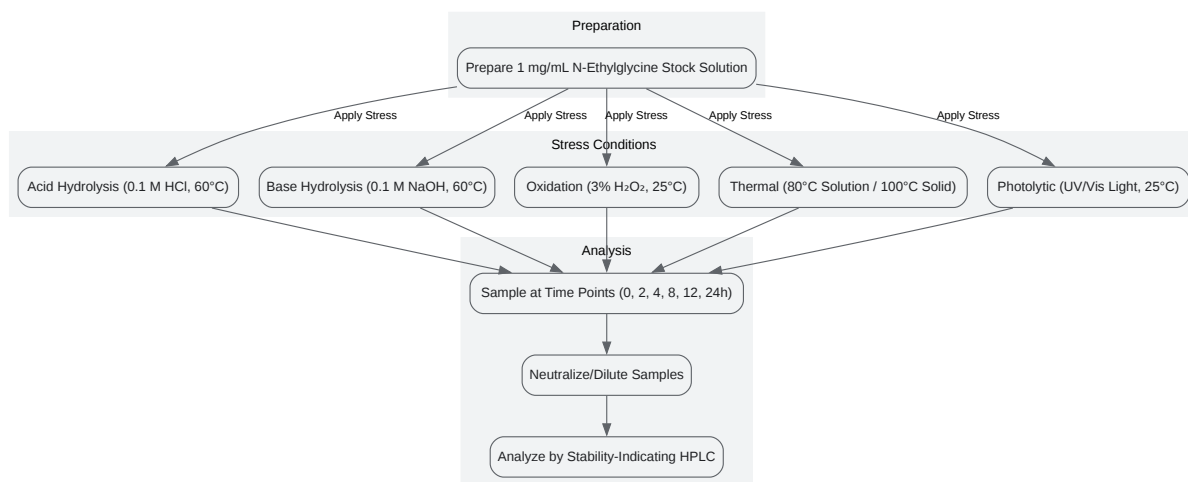 Preparation
Prepare 1 mg/mL N-Ethylglycine Stock Solution
Apply Stress
Apply Stress
Apply Stress
Apply Stress
Apply Stress
Stress Conditions
Acid Hydrolysis (0.1 M HCl, 60°C)
Base Hydrolysis (0.1 M NaOH, 60°C)
Oxidation (3% H₂O₂, 25°C)
Thermal (80°C Solution / 100°C Solid)
Photolytic (UV/Vis Light, 25°C)
Analysis
Sample at Time Points (0, 2, 4, 8, 12, 24h)
Neutralize/Dilute Samples
Analyze by Stability-Indicating HPLC